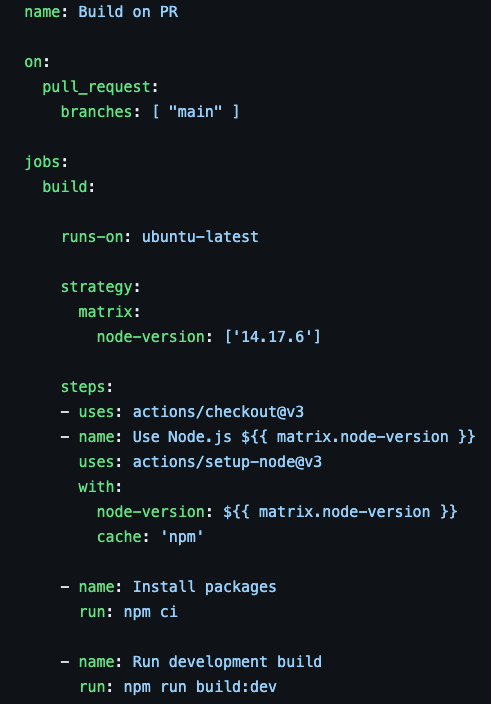 name: Build on PR
on:
pull_request:
branches: [ "main" ]
jobs:
build:
runs-on: ubuntu-latest
strategy:
matrix:
node-version: ['14.17.6']
steps:
- uses: actions/checkout@v3
- name: Use Node.js ${{ matrix.node-version }}
uses: actions/setup-node@v3
with:
node-version: ${{ matrix.node-version }}
cache: 'npm'
- name: Install packages
run: npm ci
- name: Run development build
run: npm run build:dev